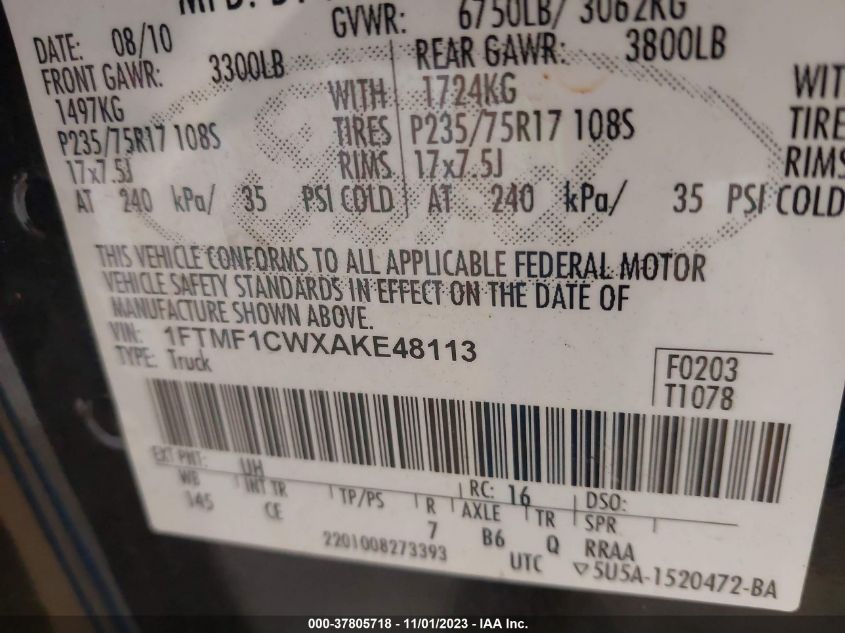 MFD. BY
GVWR: 6750LB/ 3062KG
DATE: 08/10
FRONT GAWR: 3300LB REAR GAWR: 3800LB
1497KG WITH 1724KG WIT
P235/75R17 108S TIRES P235/75R17 108S TIRE
17x7.5J RIMS 17x7.5J RIMS
AT 240 kPa/ 35 PSI COLD AT 240 kPa/ 35 PSI COLD
THIS VEHICLE CONFORMS TO ALL APPLICABLE FEDERAL MOTOR
VEHICLE SAFETY STANDARDS IN EFFECT ON THE DATE OF
MANUFACTURE SHOWN ABOVE.
VIN: 1FTMF1CWXAKE48113
TYPE: Truck
F0203
T1078
EXT PNT: UH RC: 16 DSO:
WB INT TR TP/PS R AXLE TR SPR
145 CE 7 B6 Q RRAA
2201008273393 UTC ▽5U5A-1520472-BA
000-37805718 - 11/01/2023 - IAA Inc.